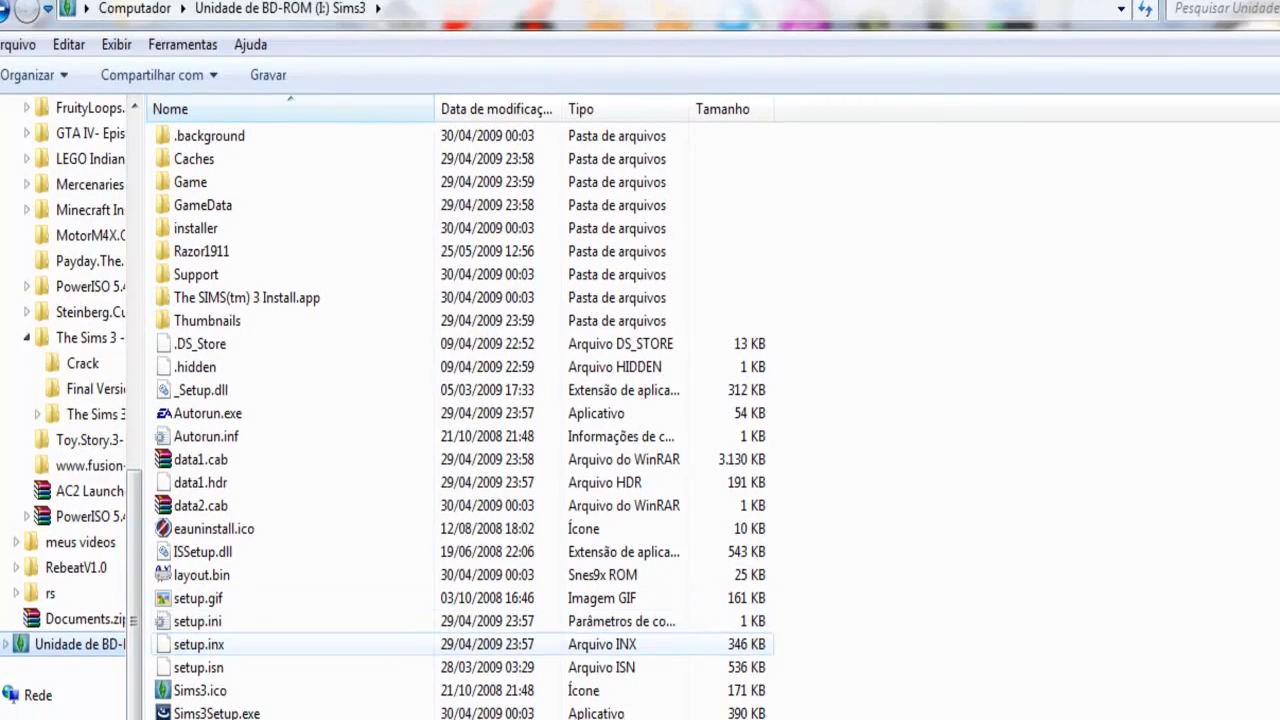 Computador Unidade de BD-ROM (I:) Sims3 Pesquisar Unidade
rquivo Editar Exibir Ferramentas Ajuda
Organizar Compartilhar com Gravar
Nome Data de modificaç... Tipo Tamanho
FruityLoops.
GTA IV- Epis
LEGO Indian
Mercenaries
Minecraft In
MotorM4X.C
Payday.The.
PowerISO 5.4
Steinberg.Cu
The Sims 3 -
Crack
Final Versi
The Sims 3
Toy.Story.3-
www.fusion-
AC2 Launch
PowerISO 5.4
meus videos
RebeatV1.0
rs
Documents.zip
Unidade de BD-
Rede
.background 30/04/2009 00:03 Pasta de arquivos
Caches 29/04/2009 23:58 Pasta de arquivos
Game 29/04/2009 23:59 Pasta de arquivos
GameData 29/04/2009 23:58 Pasta de arquivos
installer 30/04/2009 00:03 Pasta de arquivos
Razor1911 25/05/2009 12:56 Pasta de arquivos
Support 30/04/2009 00:03 Pasta de arquivos
The SIMS(tm) 3 Install.app 30/04/2009 00:03 Pasta de arquivos
Thumbnails 29/04/2009 23:59 Pasta de arquivos
.DS_Store 09/04/2009 22:52 Arquivo DS_STORE 13 KB
.hidden 09/04/2009 22:59 Arquivo HIDDEN 1 KB
_Setup.dll 05/03/2009 17:33 Extensão de aplica... 312 KB
Autorun.exe 29/04/2009 23:57 Aplicativo 54 KB
Autorun.inf 21/10/2008 21:48 Informações de c... 1 KB
data1.cab 29/04/2009 23:58 Arquivo do WinRAR 3.130 KB
data1.hdr 29/04/2009 23:57 Arquivo HDR 191 KB
data2.cab 30/04/2009 00:03 Arquivo do WinRAR
eauninstall.ico 12/08/2008 18:02 Ícone 10 KB
ISSetup.dll 19/06/2008 22:06 Extensão de aplica... 543 KB
layout.bin 30/04/2009 00:03 Snes9x ROM 25 KB
setup.gif 03/10/2008 16:46 Imagem GIF 161 KB
setup.ini 29/04/2009 23:57 Parâmetros de co... 1 KB
setup.inx 29/04/2009 23:57 Arquivo INX 346 KB
setup.isn 28/03/2009 03:29 Arquivo ISN 536 KB
Sims3.ico 21/10/2008 21:48 Ícone 171 KB
Sims3Setup.exe 30/04/2009 00:03 Aplicativo 390 KB